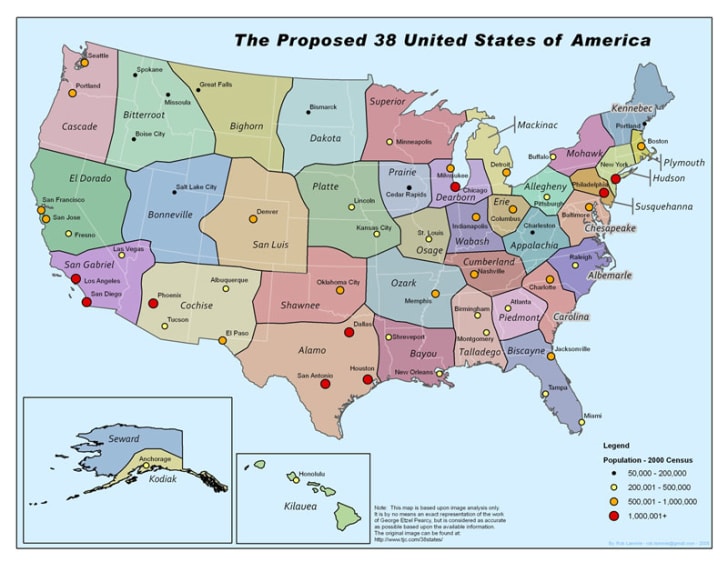 The Proposed 38 United States of America
Seattle
Portland
Cascade
Spokane
Missoula
Bitterroot
Boise City
Great Falls
Bighorn
Bismarck
Dakota
Superior
Minneapolis
Mackinac
Kennebec
Portland
Boston
Plymouth
Mohawk
Buffalo
New York
Hudson
Philadelphia
Susquehanna
Detroit
Allegheny
Pittsburgh
Baltimore
Chesapeake
El Dorado
San Francisco
San Jose
Fresno
Salt Lake City
Bonneville
Denver
San Luis
Platte
Lincoln
Kansas City
Prairie
Cedar Rapids
Milwukee
Chicago
Dearborn
Erie
Columbus
St. Louis
Osage
Indianapolis
Wabash
Charleston
Appalachia
Las Vegas
San Gabriel
Los Angeles
San Diego
Albuquerque
Phoenix
Cochise
Tucson
El Paso
Oklahoma City
Shawnee
Ozark
Memphis
Cumberland
Nashville
Raleigh
Albemarle
Charlotte
Carolina
Dallas
Alamo
San Antonio
Houston
Shreveport
Bayou
New Orleans
Birmingham
Montgomery
Talladego
Atlanta
Piedmont
Biscayne
Jacksonville
Tampa
Miami
Seward
Anchorage
Kodiak
Honolulu
Kilauea
Note: This map is based upon image analysis only.
It is by no means an exact representation of the work
of George Etzel Pearcy, but is considered as accurate
as possible based upon the available information.
The original image can be found at:
http://www.tjc.com/38states/
Legend
Population - 2000 Census
50,000 - 200,000
200,001 - 500,000
500,001 - 1,000,000
1,000,001+